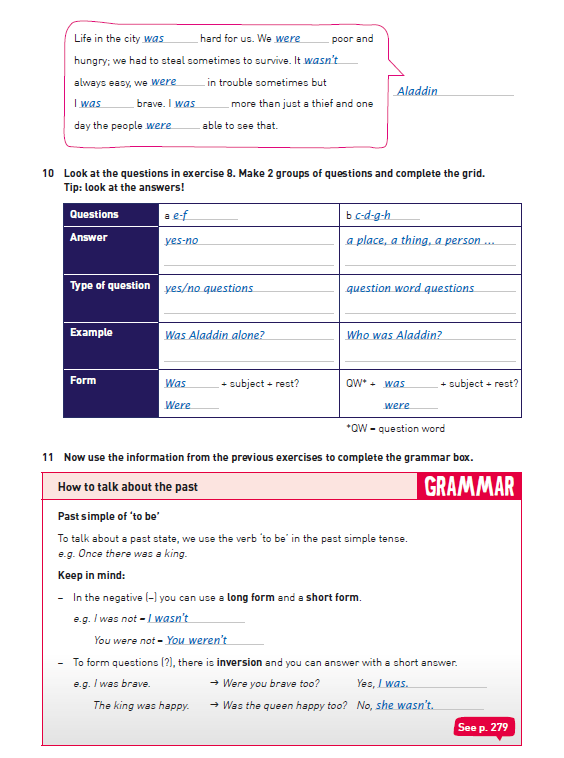 Life in the city was hard for us. We were poor and
hungry; we had to steal sometimes to survive. It wasn't
always easy, we were in trouble sometimes but
I was brave. I was more than just a thief and one
day the people were able to see that.
Aladdin
10 Look at the questions in exercise 8. Make 2 groups of questions and complete the grid.
Tip: look at the answers!
Questions a e-f b c-d-g-h
Answer yes-no a place, a thing, a person ...
Type of question yes/no questions question word questions
Example Was Aladdin alone? Who was Aladdin?
Form Was + subject + rest? QW* + was + subject + rest?
Were were
*QW = question word
11 Now use the information from the previous exercises to complete the grammar box.
How to talk about the past GRAMMAR
Past simple of 'to be'
To talk about a past state, we use the verb 'to be' in the past simple tense.
e.g. Once there was a king.
Keep in mind:
– In the negative (–) you can use a long form and a short form.
e.g. I was not = I wasn't
You were not = You weren't
– To form questions (?), there is inversion and you can answer with a short answer.
e.g. I was brave. → Were you brave too? Yes, I was.
The king was happy. → Was the queen happy too? No, she wasn't.
See p. 279